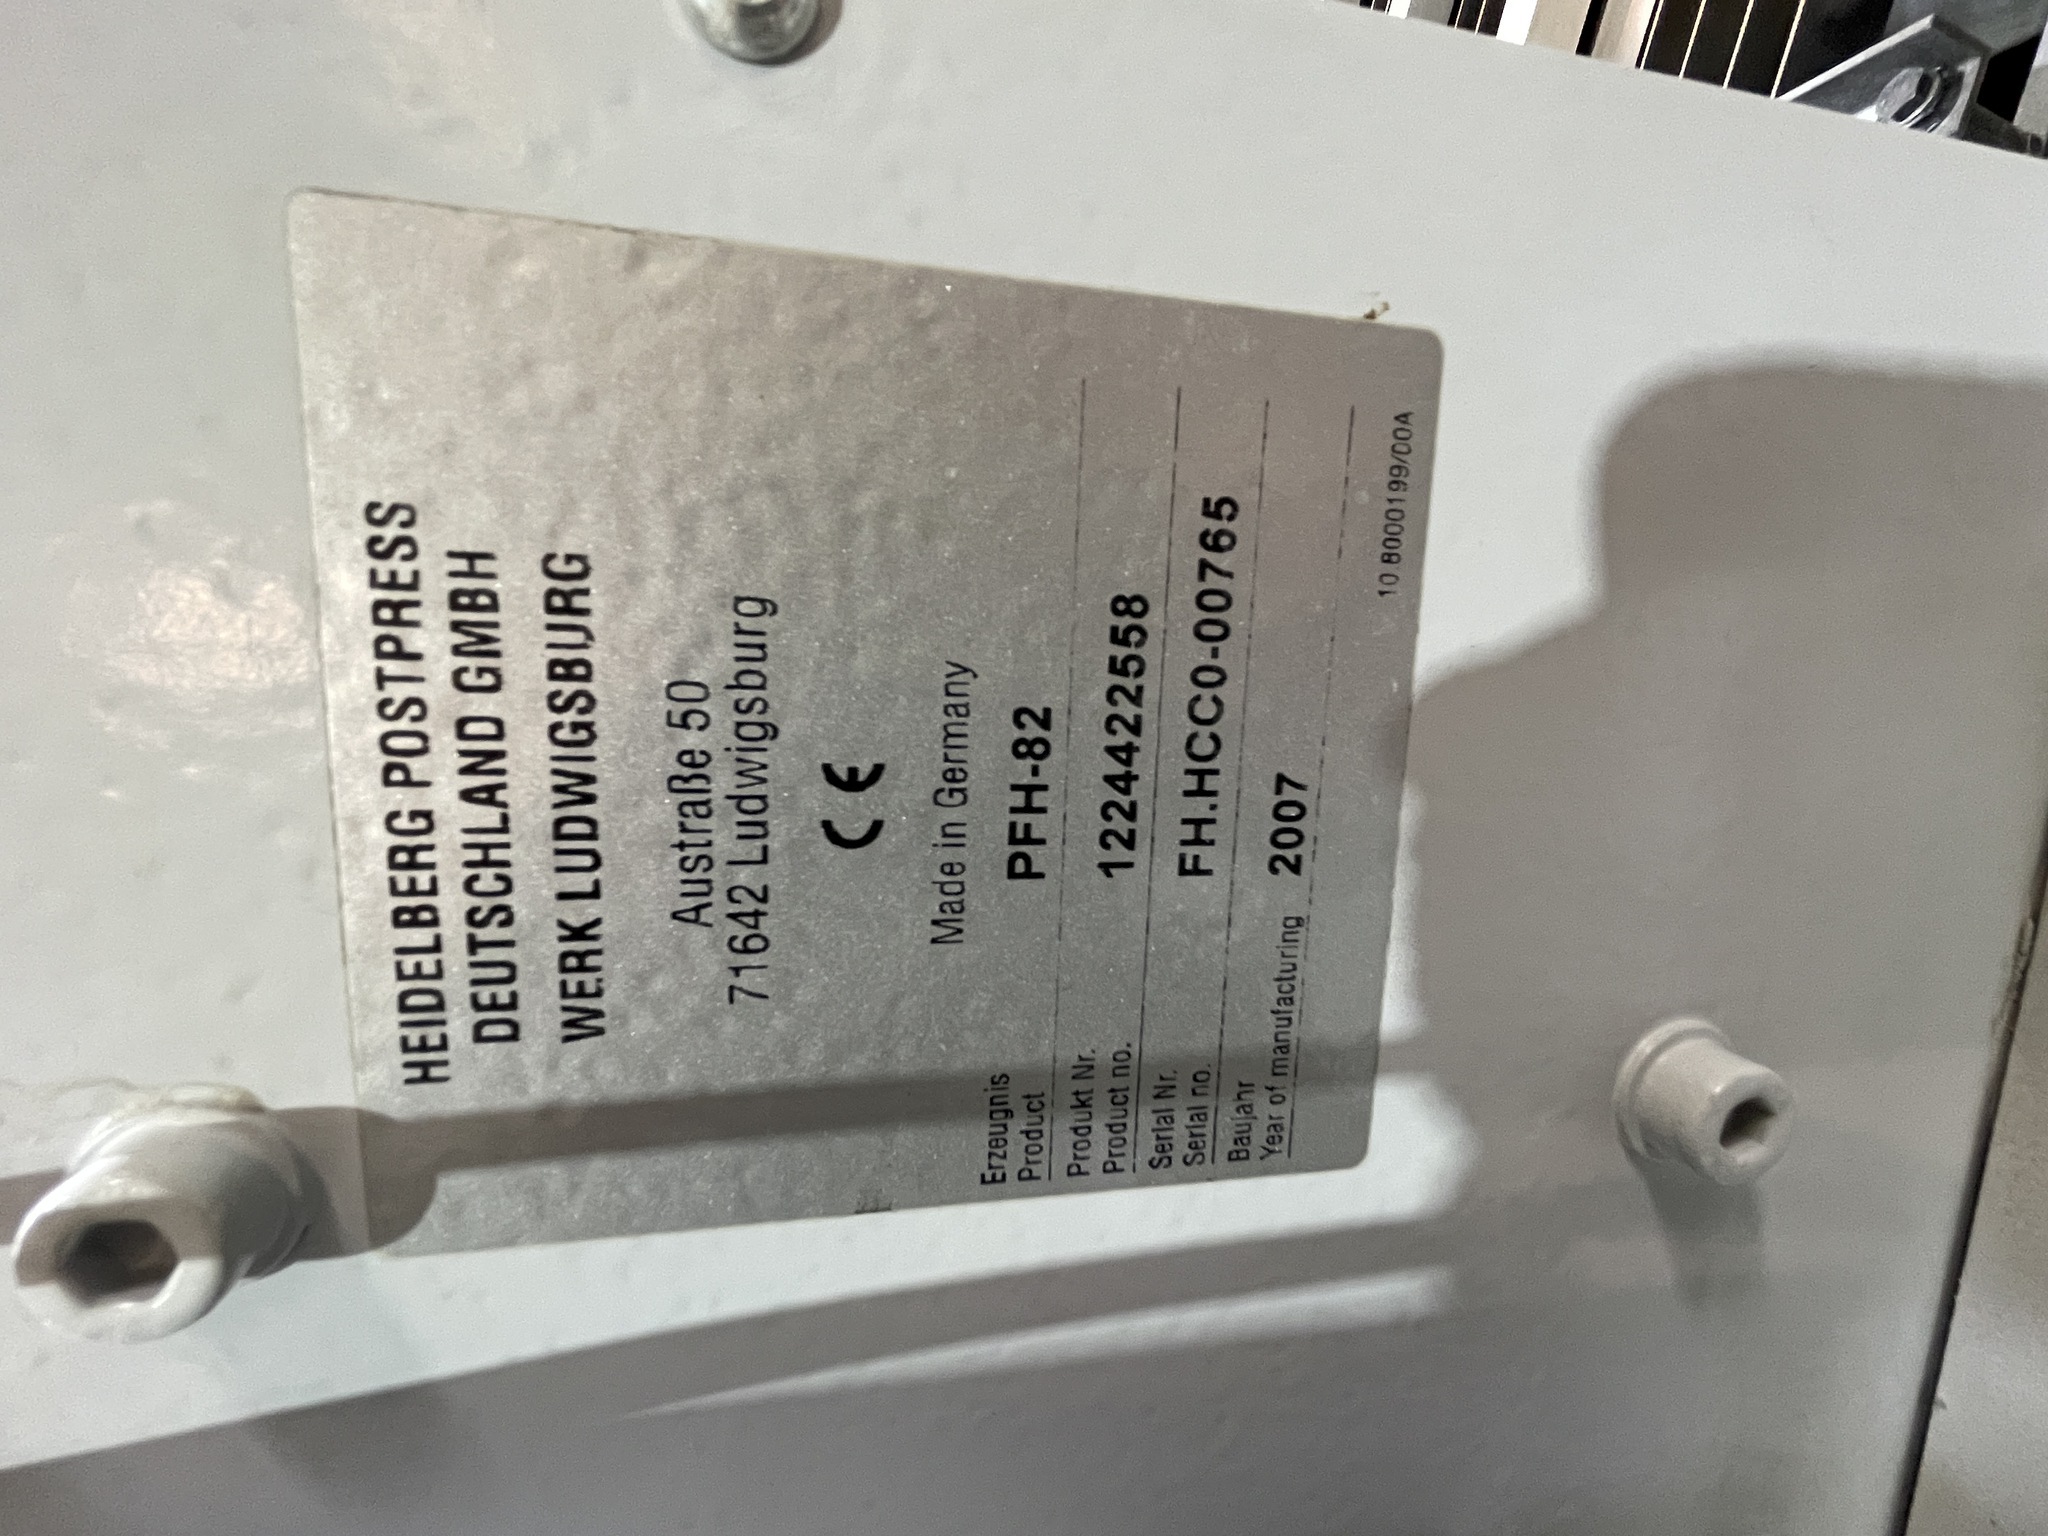 HEIDELBERG POSTPRESS
DEUTSCHLAND GMBH
WERK LUDWIGSBURG
Austraße 50
71642 Ludwigsburg
CE
Made in Germany
Erzeugnis
Product PFH-82
Produkt Nr.
Product no. 1224422558
Serial Nr.
Serial no. FH.HCC0-00765
Baujahr
Year of manufacturing 2007
10 8000199/00A